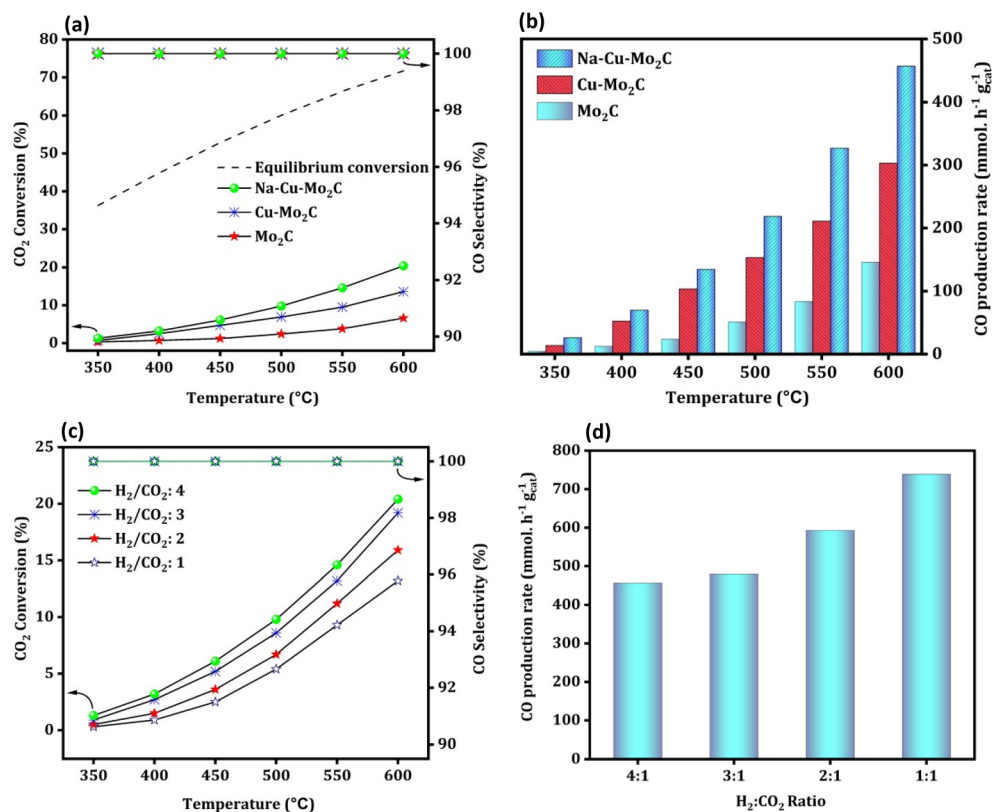 (a)
80
70
60
50
40
30
20
10
0
CO₂ Conversion (%)
100
98
96
94
92
90
CO Selectivity (%)
Equilibrium conversion
Na-Cu-Mo₂C
Cu-Mo₂C
Mo₂C
350 400 450 500 550 600
Temperature (°C)
(b)
Na-Cu-Mo₂C
Cu-Mo₂C
Mo₂C
500
400
300
200
100
0
CO production rate (mmol. h⁻¹ g⁻¹cat)
350 400 450 500 550 600
Temperature (°C)
(c)
25
20
15
10
5
0
CO₂ Conversion (%)
100
98
96
94
92
90
CO Selectivity (%)
H₂/CO₂: 4
H₂/CO₂: 3
H₂/CO₂: 2
H₂/CO₂: 1
350 400 450 500 550 600
Temperature (°C)
(d)
800
700
600
500
400
300
200
100
000
CO production rate (mmol. h⁻¹ g⁻¹cat)
4:1 3:1 2:1 1:1
H₂:CO₂ Ratio